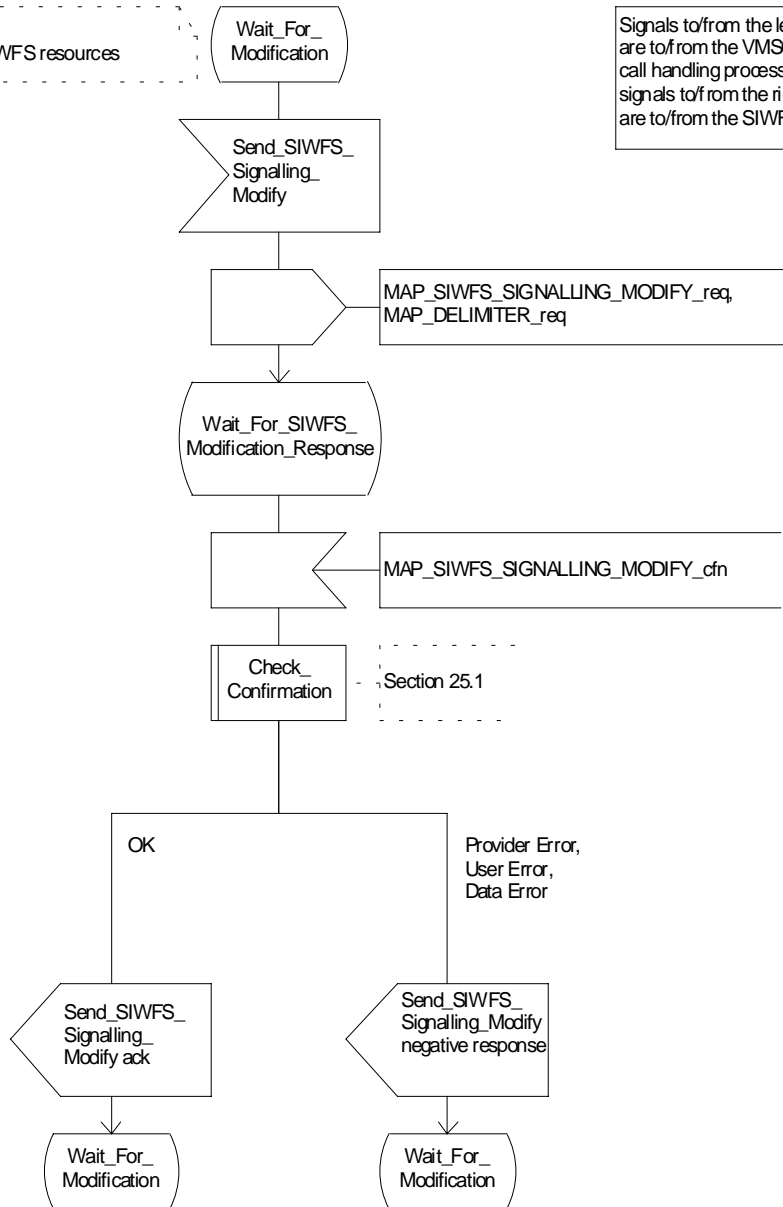 WFS resources
Wait_For_
Modification
Signals to/from the le
are to/from the VMS
call handling process
signals to/from the ri
are to/from the SIWF
Send_SIWFS_
Signalling_
Modify
MAP_SIWFS_SIGNALLING_MODIFY_req,
MAP_DELIMITER_req
Wait_For_SIWFS_
Modification_Response
MAP_SIWFS_SIGNALLING_MODIFY_cfn
Check_
Confirmation
Section 25.1
OK
Provider Error,
User Error,
Data Error
Send_SIWFS_
Signalling_
Modify ack
Send_SIWFS_
Signalling_Modify
negative response
Wait_For_
Modification
Wait_For_
Modification